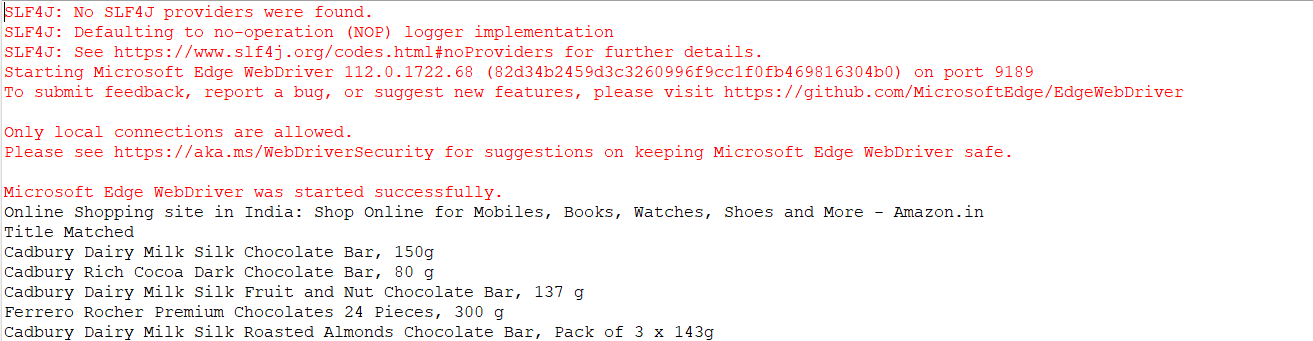 SLF4J: No SLF4J providers were found.
SLF4J: Defaulting to no-operation (NOP) logger implementation
SLF4J: See https://www.slf4j.org/codes.html#noProviders for further details.
Starting Microsoft Edge WebDriver 112.0.1722.68 (82d34b2459d3c3260996f9cc1f0fb469816304b0) on port 9189
To submit feedback, report a bug, or suggest new features, please visit https://github.com/MicrosoftEdge/EdgeWebDriver
Only local connections are allowed.
Please see https://aka.ms/WebDriverSecurity for suggestions on keeping Microsoft Edge WebDriver safe.
Microsoft Edge WebDriver was started successfully.
Online Shopping site in India: Shop Online for Mobiles, Books, Watches, Shoes and More - Amazon.in
Title Matched
Cadbury Dairy Milk Silk Chocolate Bar, 150g
Cadbury Rich Cocoa Dark Chocolate Bar, 80 g
Cadbury Dairy Milk Silk Fruit and Nut Chocolate Bar, 137 g
Ferrero Rocher Premium Chocolates 24 Pieces, 300 g
Cadbury Dairy Milk Silk Roasted Almonds Chocolate Bar, Pack of 3 x 143g